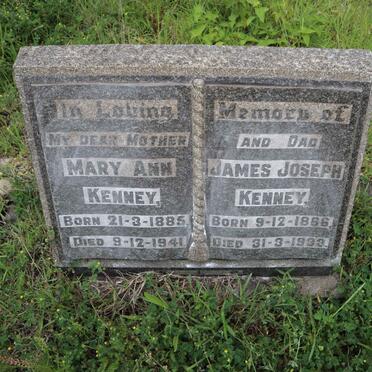 In Loving Memory of
MY DEAR MOTHER
MARY ANN
KENNEY.
BORN 21-3-1885
DIED 9-12-1941
AND DAD
JAMES JOSEPH
KENNEY.
BORN 9-12-1866
DIED 31-3-1933.